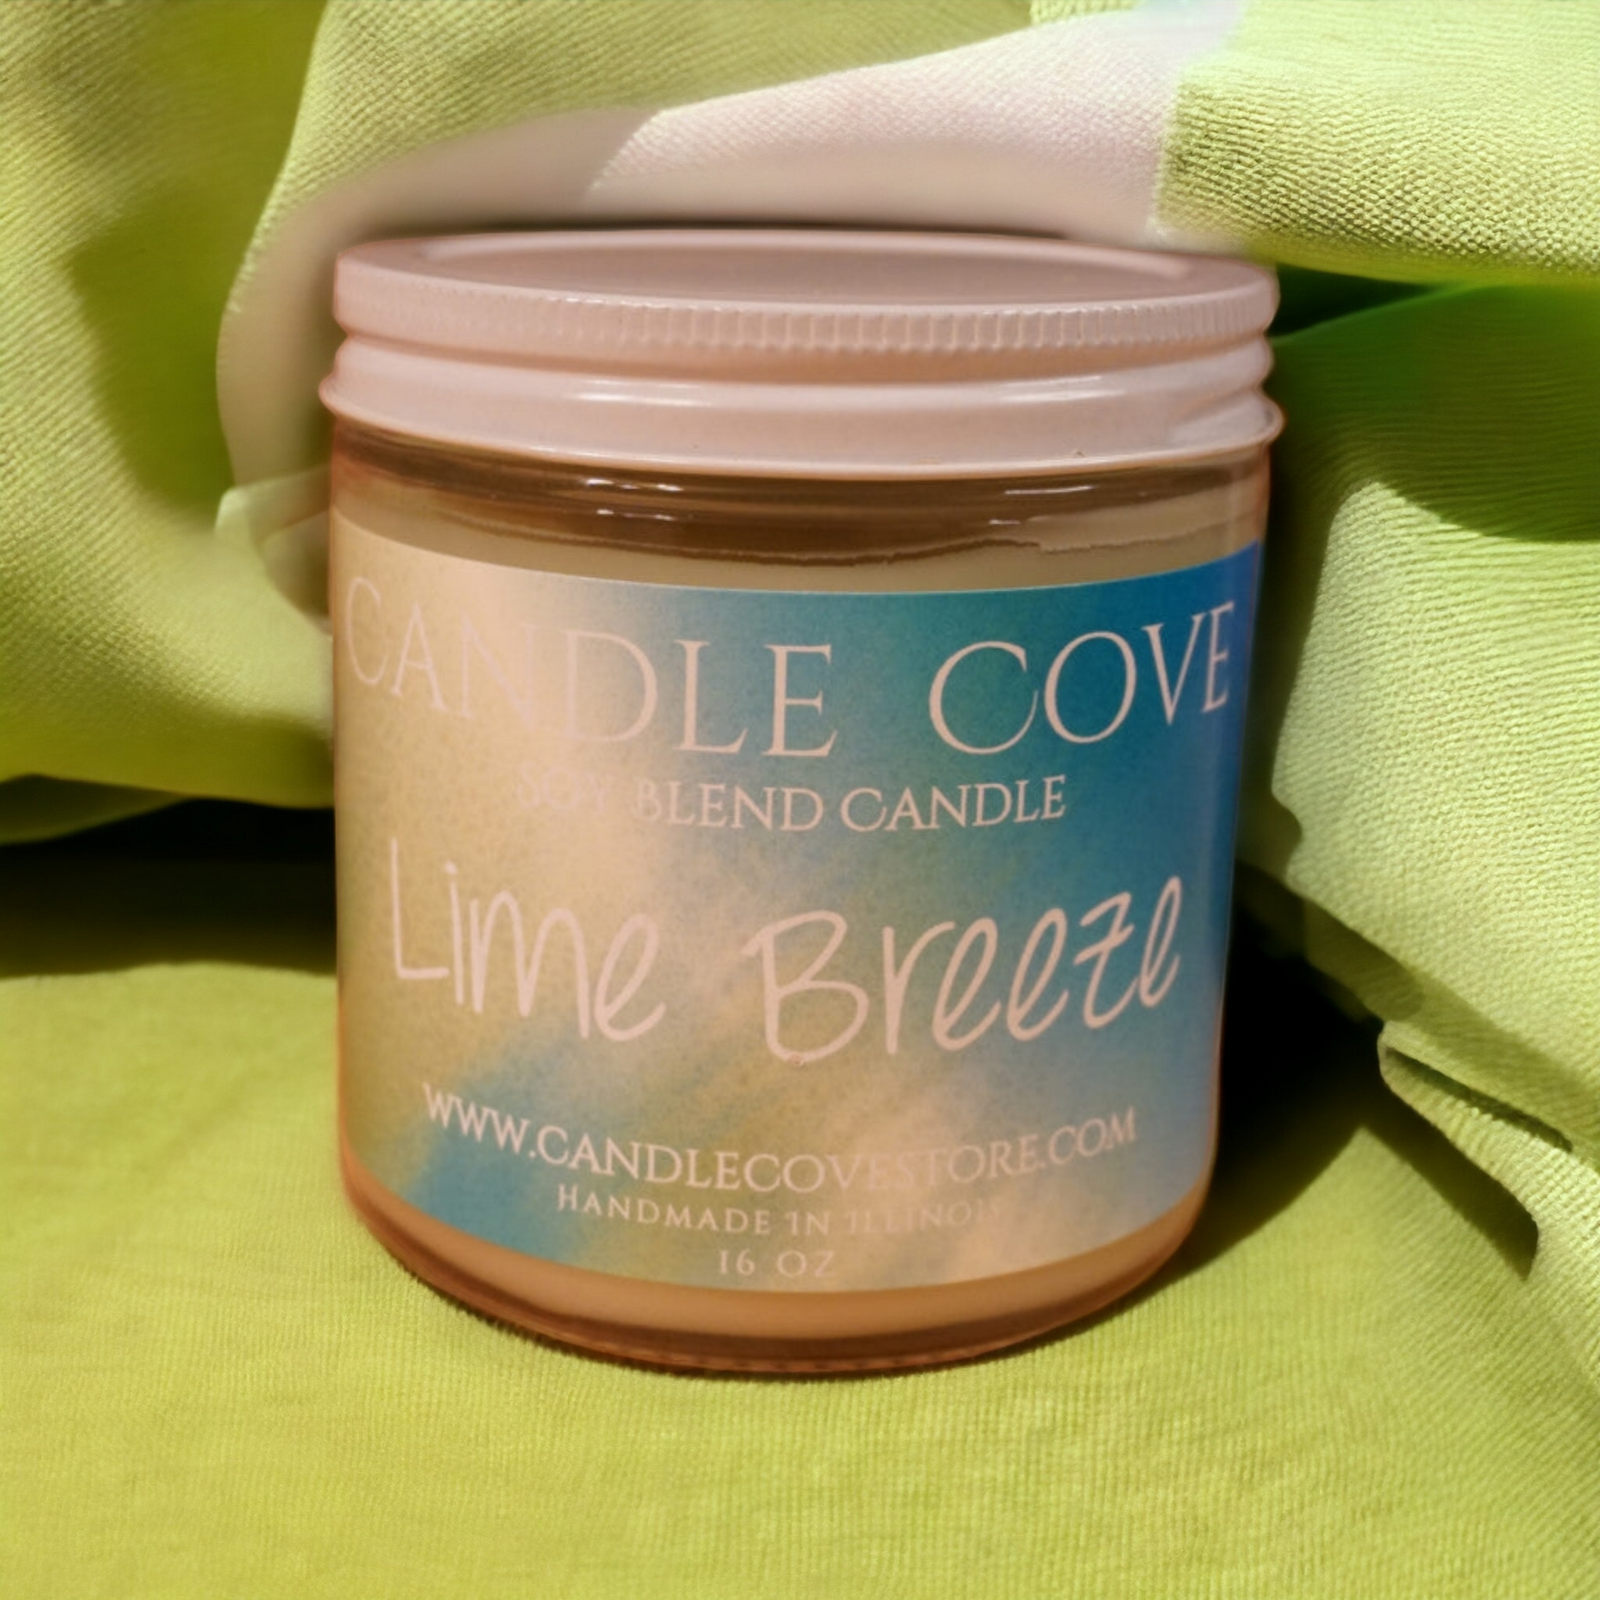 CANDLE COVE
SOY BLEND CANDLE
Lime Breeze
WWW.CANDLECOVESTORE.COM
HANDMADE IN ILLINOIS
16 OZ